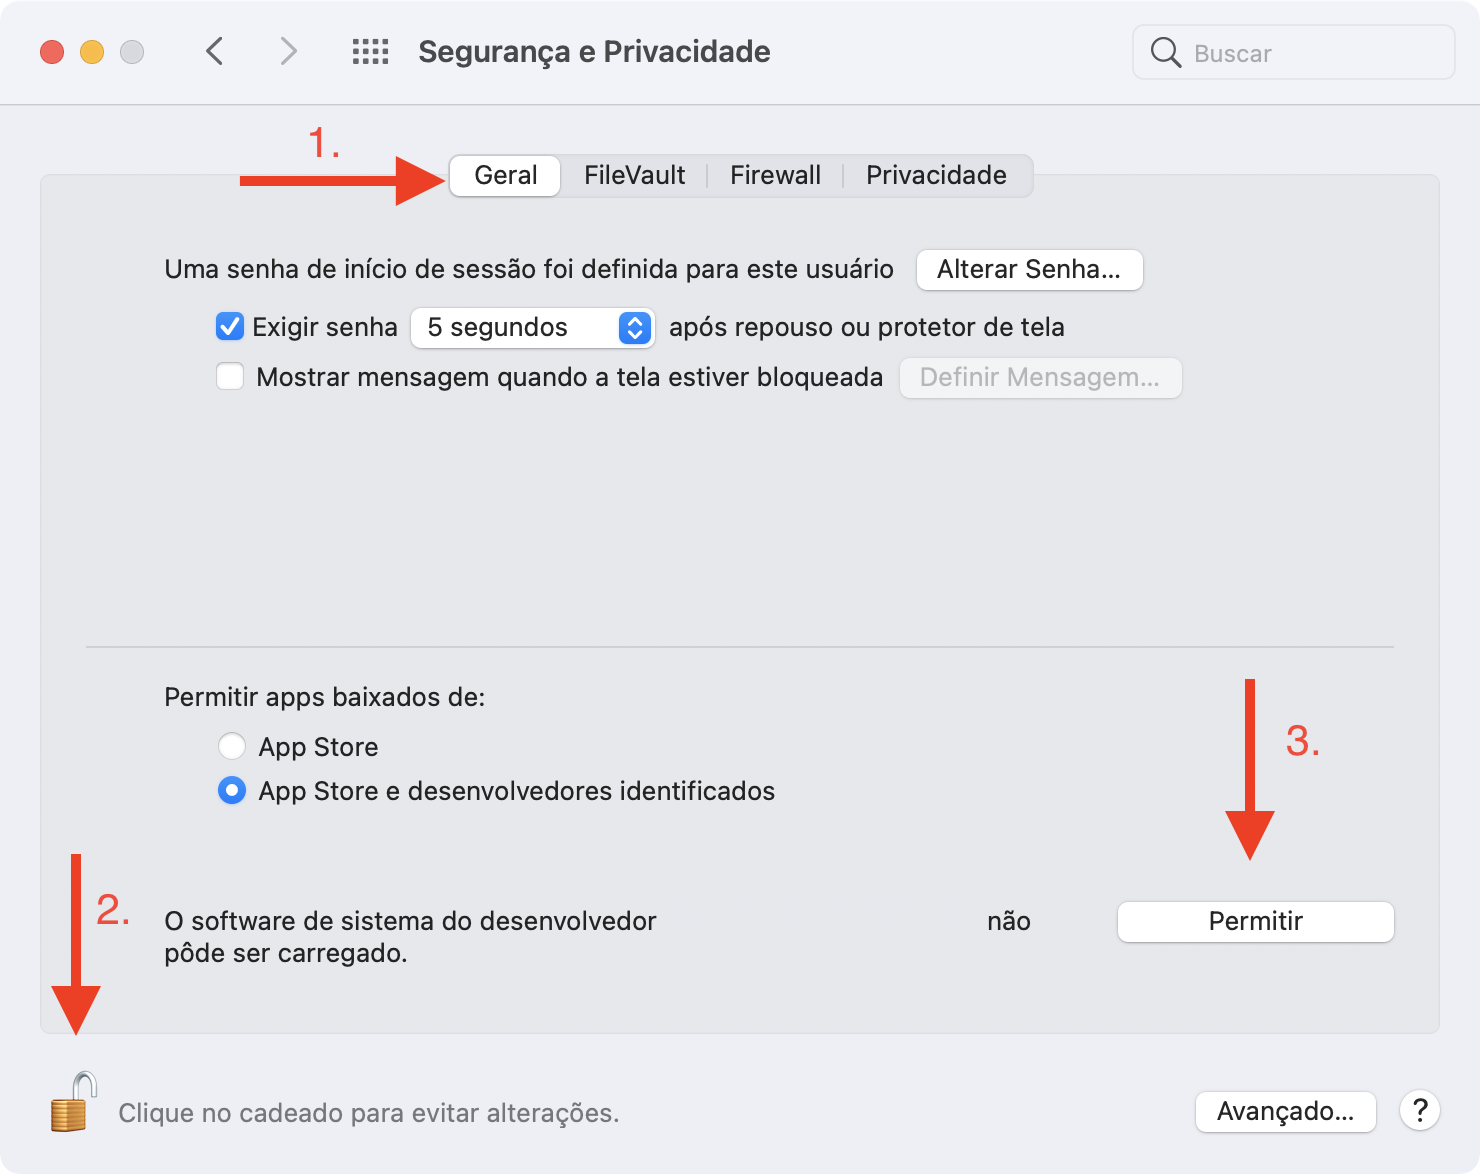 Segurança e Privacidade
Buscar
1.
Geral
FileVault
Firewall
Privacidade
Uma senha de início de sessão foi definida para este usuário
Alterar Senha...
Exigir senha
5 segundos
após repouso ou protetor de tela
Mostrar mensagem quando a tela estiver bloqueada
Definir Mensagem...
Permitir apps baixados de:
App Store
App Store e desenvolvedores identificados
3.
2.
O software de sistema do desenvolvedor não
pôde ser carregado.
Permitir
Clique no cadeado para evitar alterações.
Avançado...
?